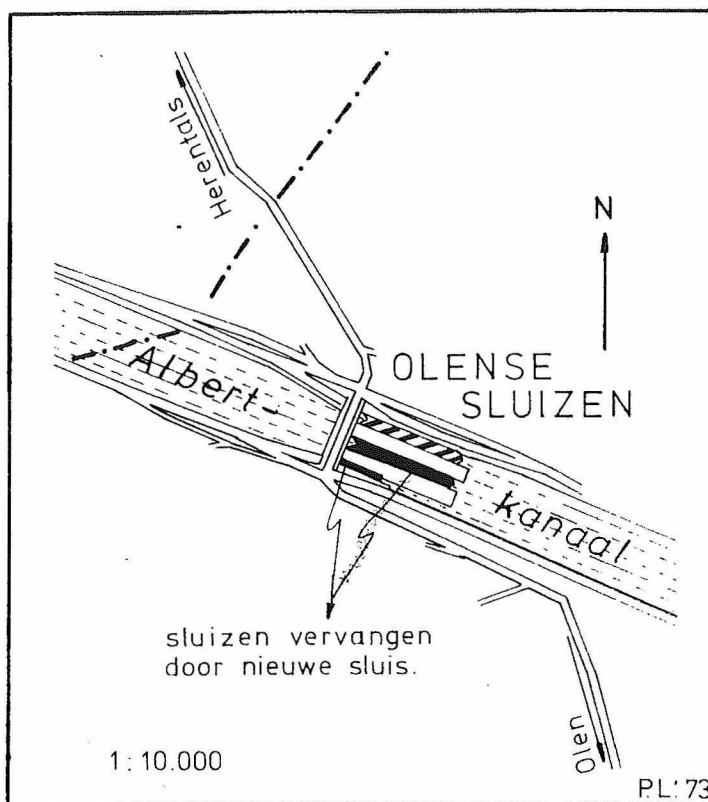 Herentals
N
OLENSE
SLUIZEN
Albert-
kanaal
sluizen vervangen
door nieuwe sluis.
Olen
1:10.000
P.L.'73